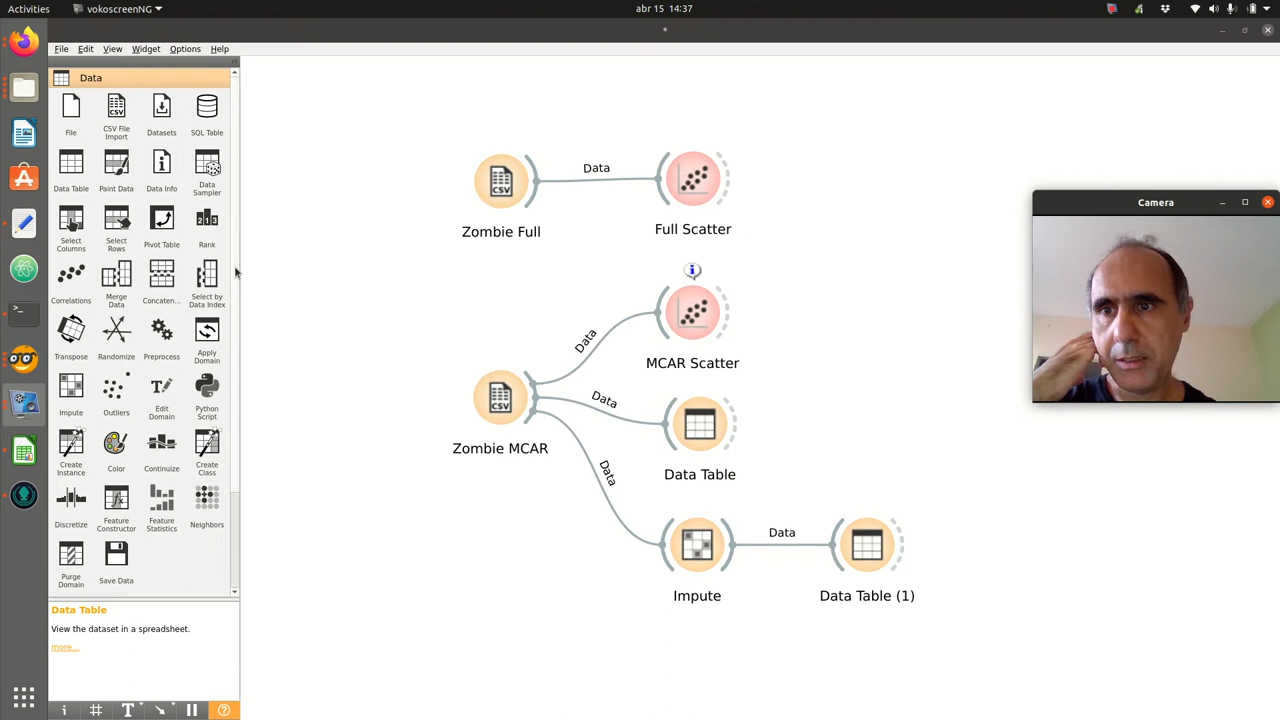 Activities
vokoscreenNG
abr 15 14:37
File Edit View Widget Options Help
Data
File
CSV File
Import
Datasets
SQL Table
Data Table
Paint Data
Data Info
Data
Sampler
Select
Columns
Select
Rows
Pivot Table
Rank
Correlations
Merge
Data
Concaten...
Select by
Data Index
Transpose
Randomize
Preprocess
Apply
Domain
Impute
Outliers
Edit
Domain
Python
Script
Create
Instance
Color
Continuize
Create
Class
Discretize
Feature
Constructor
Feature
Statistics
Neighbors
Purge
Domain
Save Data
Data Table
View the dataset in a spreadsheet.
more...
CSV
Zombie Full
Data
Full Scatter
CSV
Zombie MCAR
Data
MCAR Scatter
Data
Data Table
Data
Impute
Data
Data Table (1)
Camera